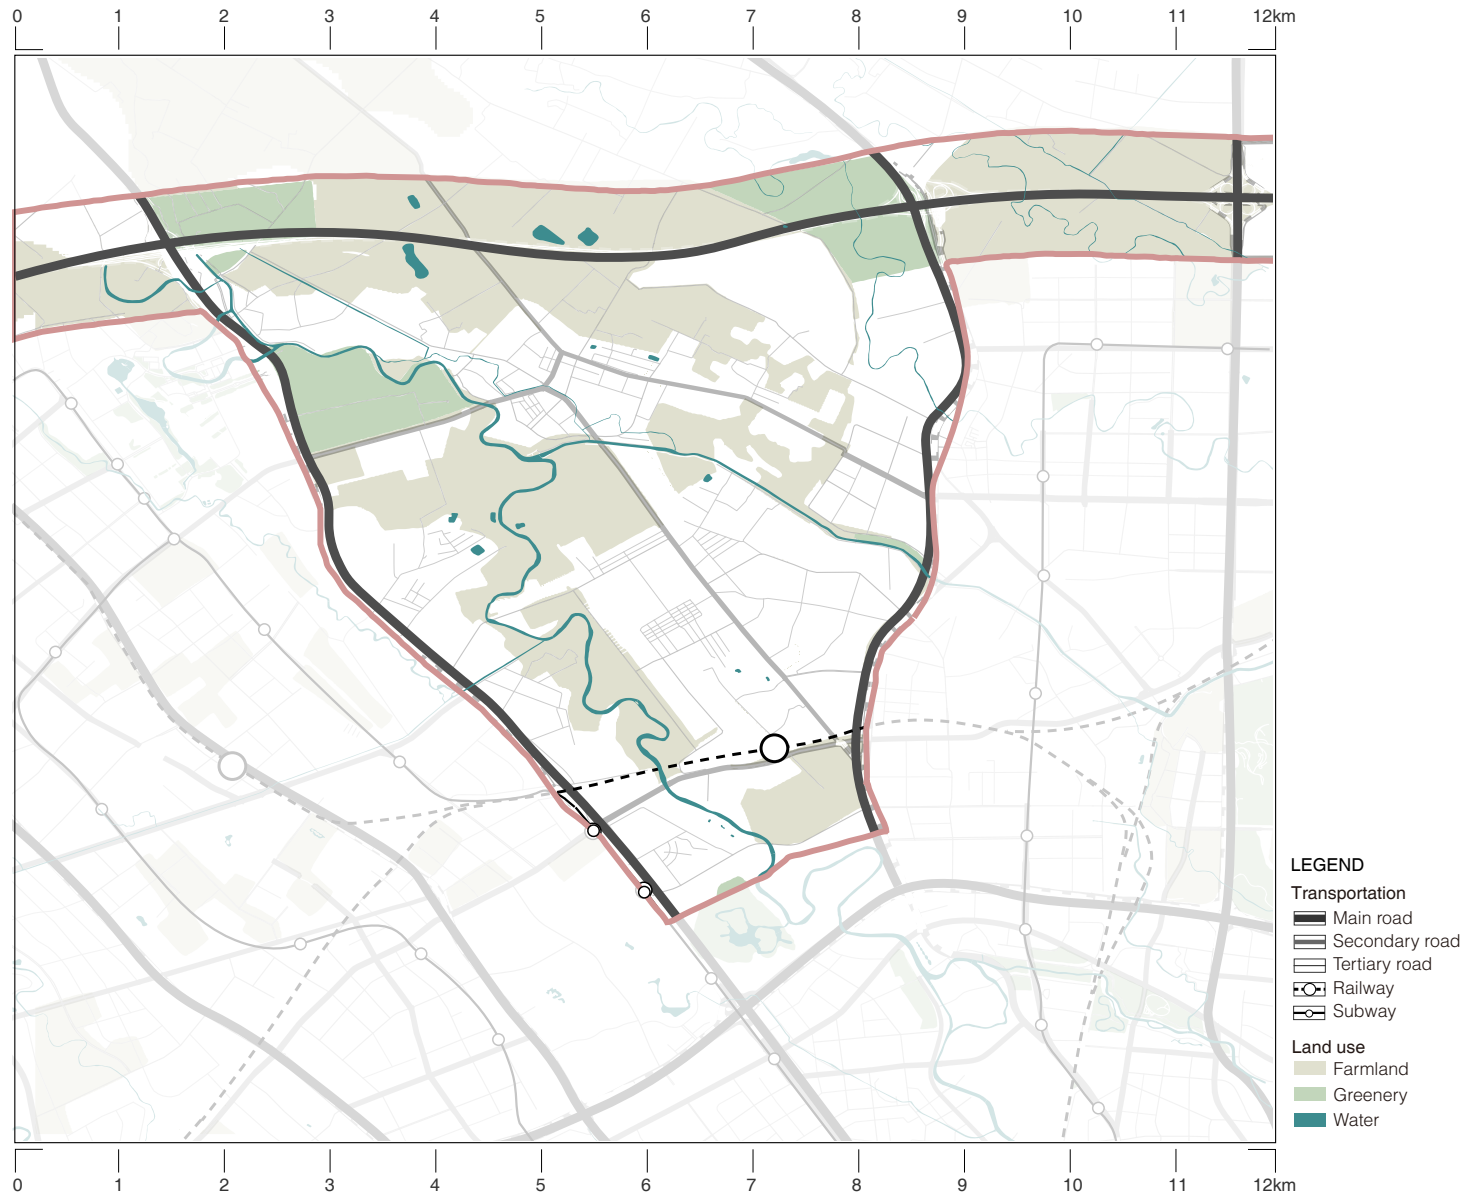 0 1 2 3 4 5 6 7 8 9 10 11 12km
LEGEND
Transportation
Main road
Secondary road
Tertiary road
Railway
Subway
Land use
Farmland
Greenery
Water
0 1 2 3 4 5 6 7 8 9 10 11 12km